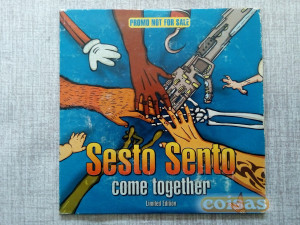 PROMO NOT FOR SALE
Sesto Sento
come together
Limited Edition
coisas